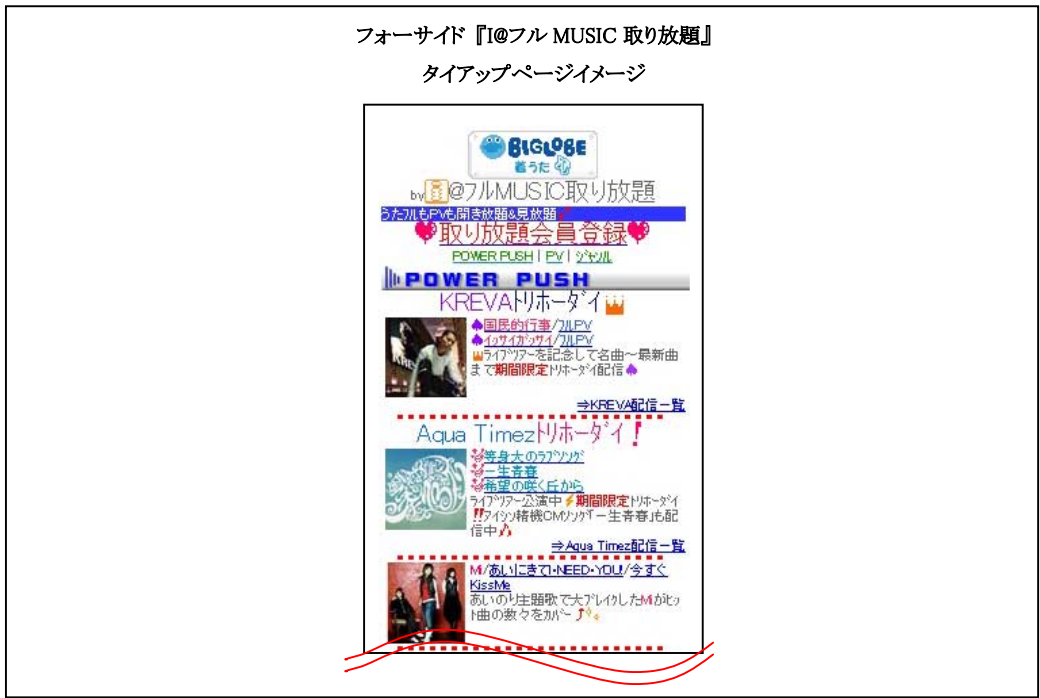 フォーサイド『I@フル MUSIC 取り放題』
タイアップページイメージ
BIGLOBE
着うた
by @フルMUSIC取り放題
うたフルもPVも聞き放題&見放題
取り放題会員登録
POWER PUSH | PV | ジャンル
POWER PUSH
KREVAトリホーダイ
国民的行事/フルPV
イッサイガッサイ/フルPV
ライブツアーを記念して名曲～最新曲
まで期間限定トリホーダイ配信
⇒KREVA配信一覧
Aqua Timezトリホーダイ!
等身大のラブソング
一生青春
希望の咲く丘から
ライブツアー公演中 期間限定トリホーダイ
!!アイシン精機CMソング「一生青春」も配
信中
⇒Aqua Timez配信一覧
M/あいにきて I・NEED・YOU!/今すぐ
KissMe
あいのり主題歌で大ブレイクしたMがヒッ
ト曲の数々をカバー